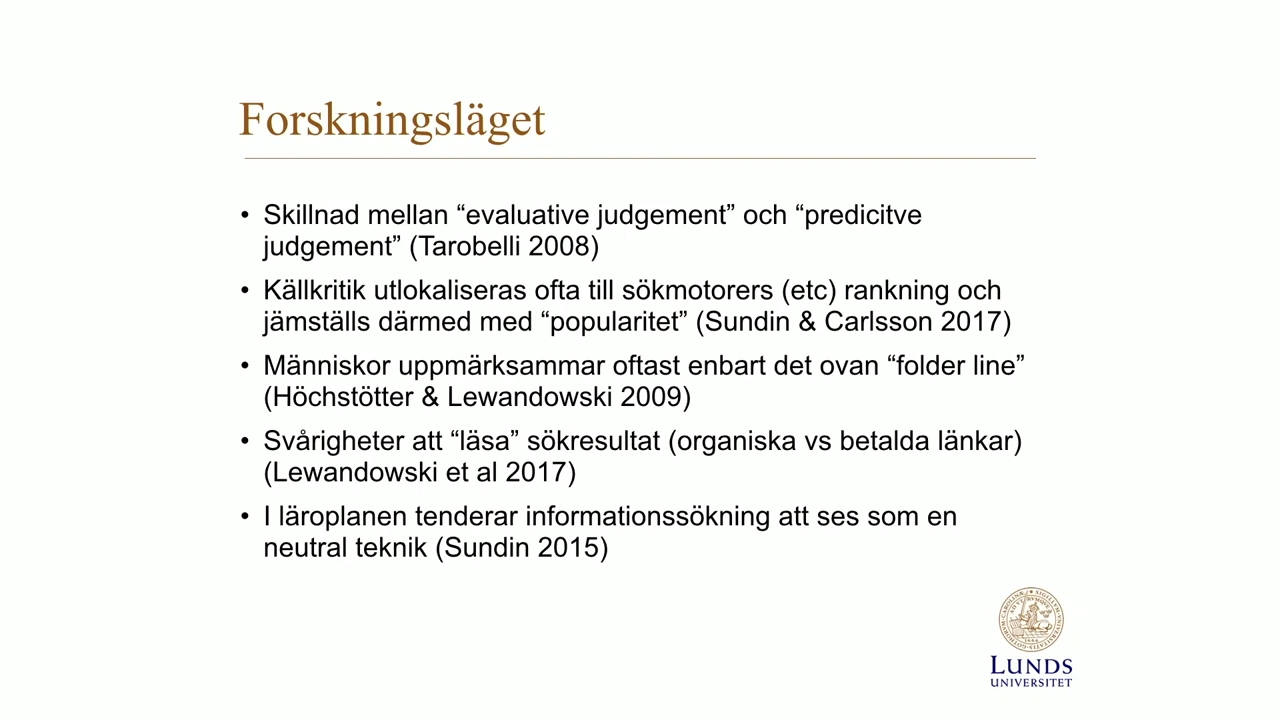 Forskningsläget
• Skillnad mellan “evaluative judgement” och “predicitve
judgement” (Tarobelli 2008)
• Källkritik utlokaliseras ofta till sökmotorers (etc) rankning och
jämställs därmed med “popularitet” (Sundin & Carlsson 2017)
• Människor uppmärksammar oftast enbart det ovan “folder line”
(Höchstötter & Lewandowski 2009)
• Svårigheter att “läsa” sökresultat (organiska vs betalda länkar)
(Lewandowski et al 2017)
• I läroplanen tenderar informationssökning att ses som en
neutral teknik (Sundin 2015)
LUNDS
UNIVERSITET